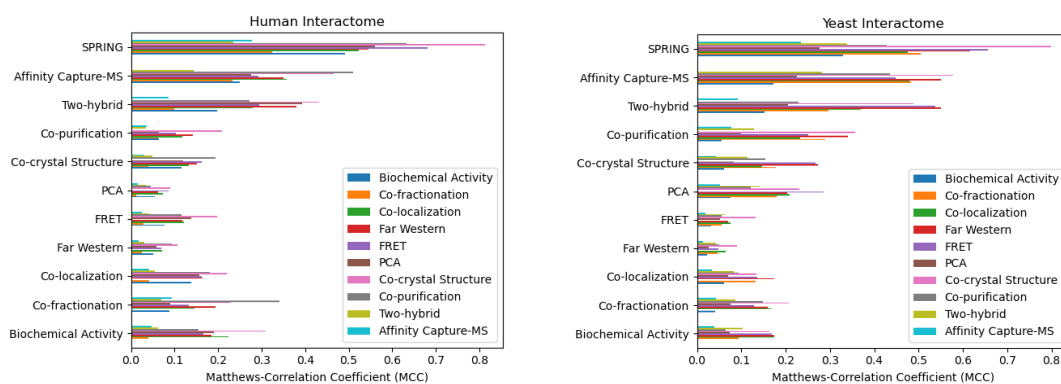 Human Interactome
SPRING
Affinity Capture-MS
Two-hybrid
Co-purification
Co-crystal Structure
PCA
FRET
Far Western
Co-localization
Co-fractionation
Biochemical Activity
Biochemical Activity
Co-fractionation
Co-localization
Far Western
FRET
PCA
Co-crystal Structure
Co-purification
Two-hybrid
Affinity Capture-MS
0.0 0.1 0.2 0.3 0.4 0.5 0.6 0.7 0.8
Matthews-Correlation Coefficient (MCC)
Yeast Interactome
SPRING
Affinity Capture-MS
Two-hybrid
Co-purification
Co-crystal Structure
PCA
FRET
Far Western
Co-localization
Co-fractionation
Biochemical Activity
Biochemical Activity
Co-fractionation
Co-localization
Far Western
FRET
PCA
Co-crystal Structure
Co-purification
Two-hybrid
Affinity Capture-MS
0.0 0.1 0.2 0.3 0.4 0.5 0.6 0.7 0.8
Matthews-Correlation Coefficient (MCC)